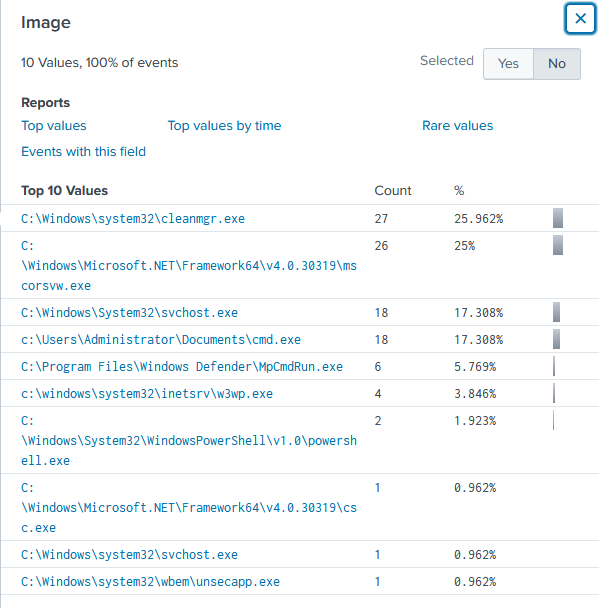 Image
10 Values, 100% of events
Selected
Yes
No
Reports
Top values
Top values by time
Rare values
Events with this field
Top 10 Values Count %
C:\Windows\system32\cleanmgr.exe 27 25.962%
C: 26 25%
\Windows\Microsoft.NET\Framework64\v4.0.30319\ms
corsvw.exe
C:\Windows\System32\svchost.exe 18 17.308%
c:\Users\Administrator\Documents\cmd.exe 18 17.308%
C:\Program Files\Windows Defender\MpCmdRun.exe 6 5.769%
c:\windows\system32\inetsrv\w3wp.exe 4 3.846%
C: 2 1.923%
\Windows\System32\WindowsPowerShell\v1.0\powersh
ell.exe
C: 1 0.962%
\Windows\Microsoft.NET\Framework64\v4.0.30319\cs
c.exe
C:\Windows\system32\svchost.exe 1 0.962%
C:\Windows\system32\wbem\unsecapp.exe 1 0.962%